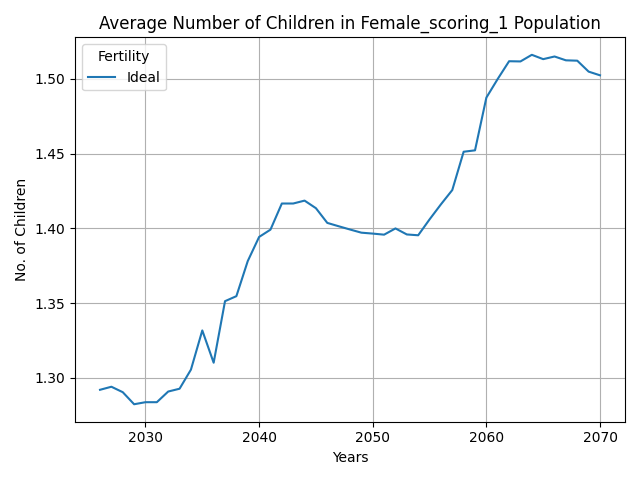 Average Number of Children in Female_scoring_1 Population
Fertility
Ideal
No. of Children
1.50
1.45
1.40
1.35
1.30
2030 2040 2050 2060 2070
Years